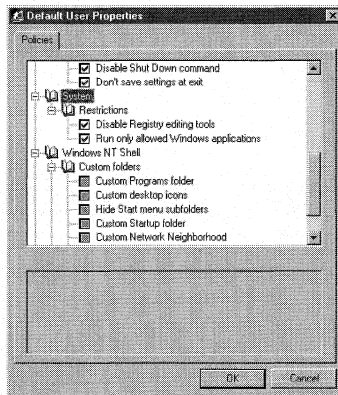 Default User Properties
Policies
Disable Shut Down command
Don't save settings at exit
System
Restrictions
Disable Registry editing tools
Run only allowed Windows applications
Windows NT Shell
Custom folders
Custom Programs folder
Custom desktop icons
Hide Start menu subfolders
Custom Startup folder
Custom Network Neighborhood
OK
Cancel